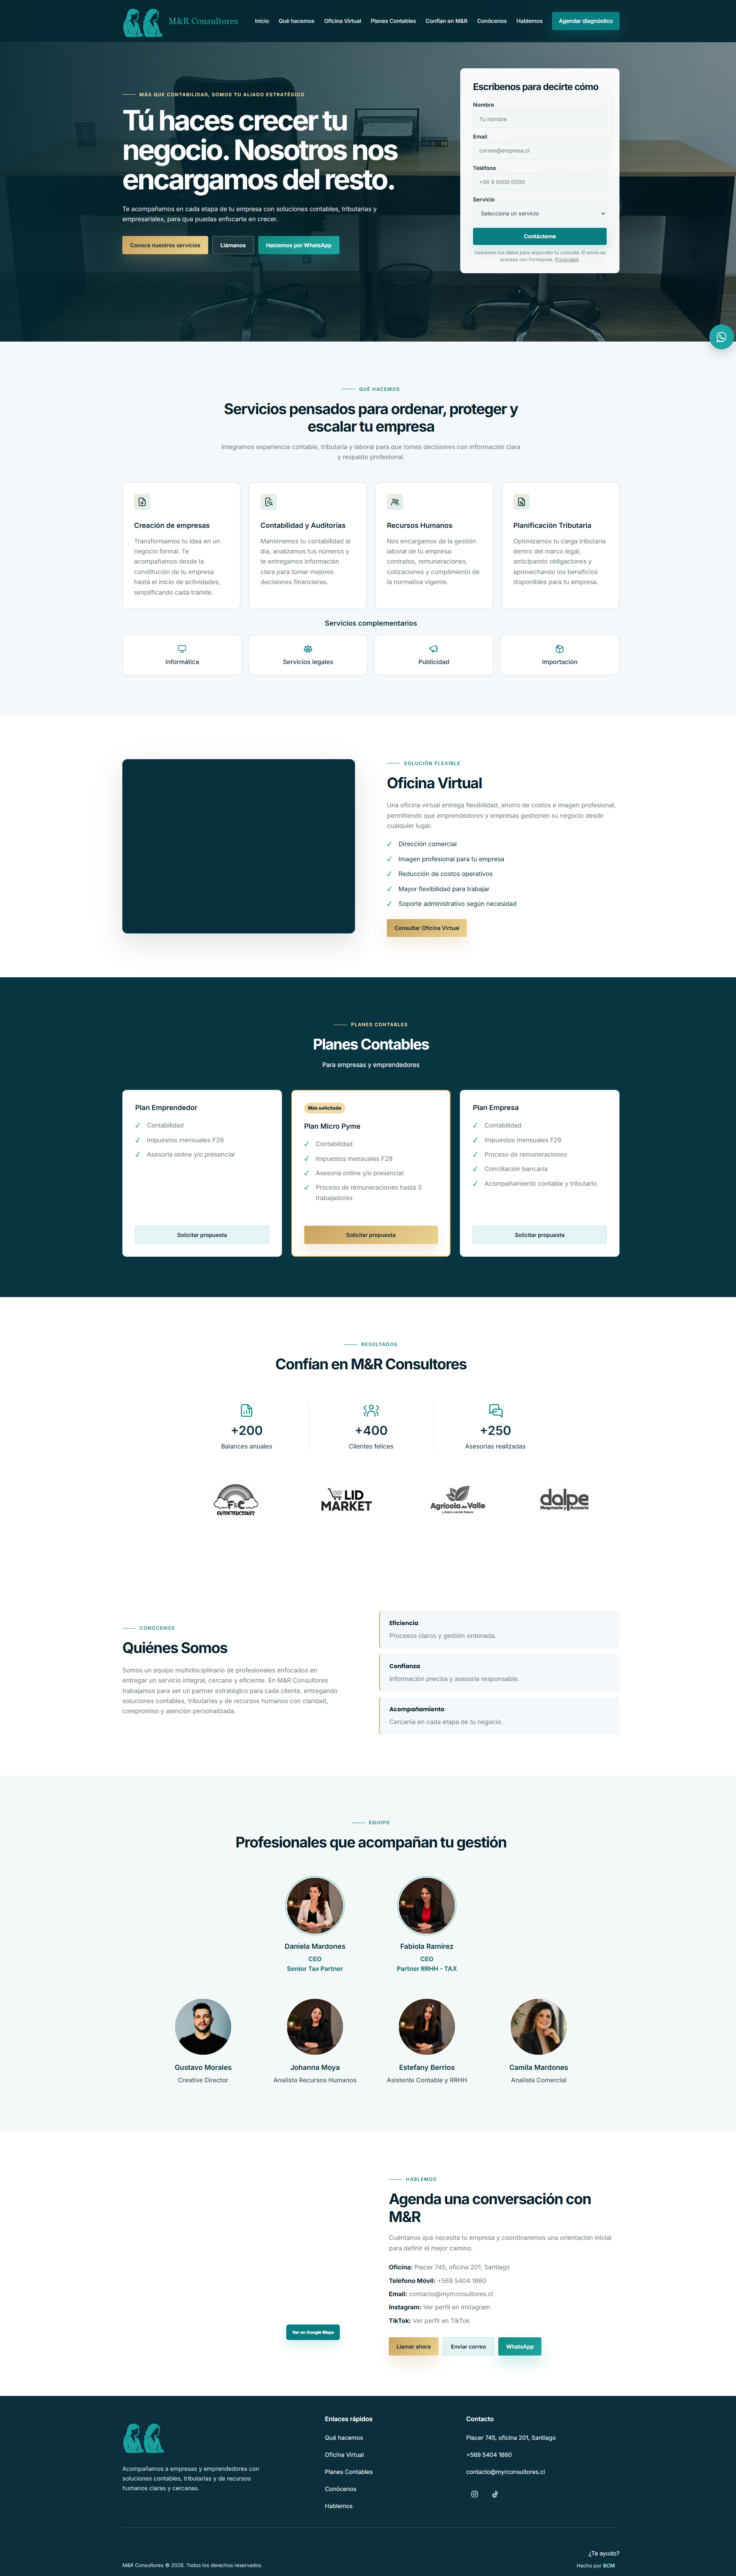 M&R Consultores
Inicio
Qué hacemos
Oficina Virtual
Planes Contables
Confían en M&R
Conócenos
Hablemos
Agendar diagnóstico
MÁS QUE CONTABILIDAD, SOMOS TU ALIADO ESTRATÉGICO
Tú haces crecer tu
negocio. Nosotros nos
encargamos del resto.
Te acompañamos en cada etapa de tu empresa con soluciones contables, tributarias y
empresariales, para que puedas enfocarte en crecer.
Conoce nuestros servicios
Llámanos
Hablemos por WhatsApp
Escríbenos para decirte cómo
Nombre
Tu nombre
Email
correo@empresa.cl
Teléfono
+56 9 0000 0000
Servicio
Selecciona un servicio
Contácteme
Usaremos tus datos para responder tu consulta. El envío se
procesa con Formspree. Privacidad.
QUÉ HACEMOS
Servicios pensados para ordenar, proteger y
escalar tu empresa
Integramos experiencia contable, tributaria y laboral para que tomes decisiones con información clara
y respaldo profesional.
Creación de empresas
Transformamos tu idea en un
negocio formal. Te
acompañamos desde la
constitución de tu empresa
hasta el inicio de actividades,
simplificando cada trámite.
Contabilidad y Auditorías
Mantenemos tu contabilidad al
día, analizamos tus números y
te entregamos información
clara para tomar mejores
decisiones financieras.
Recursos Humanos
Nos encargamos de la gestión
laboral de tu empresa:
contratos, remuneraciones,
cotizaciones y cumplimiento de
la normativa vigente.
Planificación Tributaria
Optimizamos tu carga tributaria
dentro del marco legal,
anticipando obligaciones y
aprovechando los beneficios
disponibles para tu empresa.
Servicios complementarios
Informática
Servicios legales
Publicidad
Importación
SOLUCIÓN FLEXIBLE
Oficina Virtual
Una oficina virtual entrega flexibilidad, ahorro de costos e imagen profesional,
permitiendo que emprendedores y empresas gestionen su negocio desde
cualquier lugar.
✓ Dirección comercial
✓ Imagen profesional para tu empresa
✓ Reducción de costos operativos
✓ Mayor flexibilidad para trabajar
✓ Soporte administrativo según necesidad
Consultar Oficina Virtual
PLANES CONTABLES
Planes Contables
Para empresas y emprendedores
Plan Emprendedor
✓ Contabilidad
✓ Impuestos mensuales F29
✓ Asesoría online y/o presencial
Solicitar propuesta
Más solicitado
Plan Micro Pyme
✓ Contabilidad
✓ Impuestos mensuales F29
✓ Asesoría online y/o presencial
✓ Proceso de remuneraciones hasta 3
trabajadores
Solicitar propuesta
Plan Empresa
✓ Contabilidad
✓ Impuestos mensuales F29
✓ Proceso de remuneraciones
✓ Conciliación bancaria
✓ Acompañamiento contable y tributario
Solicitar propuesta
RESULTADOS
Confían en M&R Consultores
+200
Balances anuales
+400
Clientes felices
+250
Asesorías realizadas
F&C
ENTRETENCIONES
LID
MARKET
Agrícola del Valle
dalpe
Maquinaria y Accesorio
CONÓCENOS
Quiénes Somos
Somos un equipo multidisciplinario de profesionales enfocados en
entregar un servicio integral, cercano y eficiente. En M&R Consultores
trabajamos para ser un partner estratégico para cada cliente, entregando
soluciones contables, tributarias y de recursos humanos con claridad,
compromiso y atención personalizada.
Eficiencia
Procesos claros y gestión ordenada.
Confianza
Información precisa y asesoría responsable.
Acompañamiento
Cercanía en cada etapa de tu negocio.
EQUIPO
Profesionales que acompañan tu gestión
Daniela Mardones
CEO
Senior Tax Partner
Fabiola Ramírez
CEO
Partner RRHH - TAX
Gustavo Morales
Creative Director
Johanna Moya
Analista Recursos Humanos
Estefany Berrios
Asistente Contable y RRHH
Camila Mardones
Analista Comercial
Ver en Google Maps
HABLEMOS
Agenda una conversación con
M&R
Cuéntanos qué necesita tu empresa y coordinaremos una orientación inicial
para definir el mejor camino.
Oficina: Placer 745, oficina 201, Santiago
Teléfono Móvil: +569 5404 1860
Email: contacto@myrconsultores.cl
Instagram: Ver perfil en Instagram
TikTok: Ver perfil en TikTok
Llamar ahora
Enviar correo
WhatsApp
Acompañamos a empresas y emprendedores con
soluciones contables, tributarias y de recursos
humanos claras y cercanas.
Enlaces rápidos
Qué hacemos
Oficina Virtual
Planes Contables
Conócenos
Hablemos
Contacto
Placer 745, oficina 201, Santiago
+569 5404 1860
contacto@myrconsultores.cl
¿Te ayudo?
M&R Consultores © 2026. Todos los derechos reservados.
Hecho por BCM